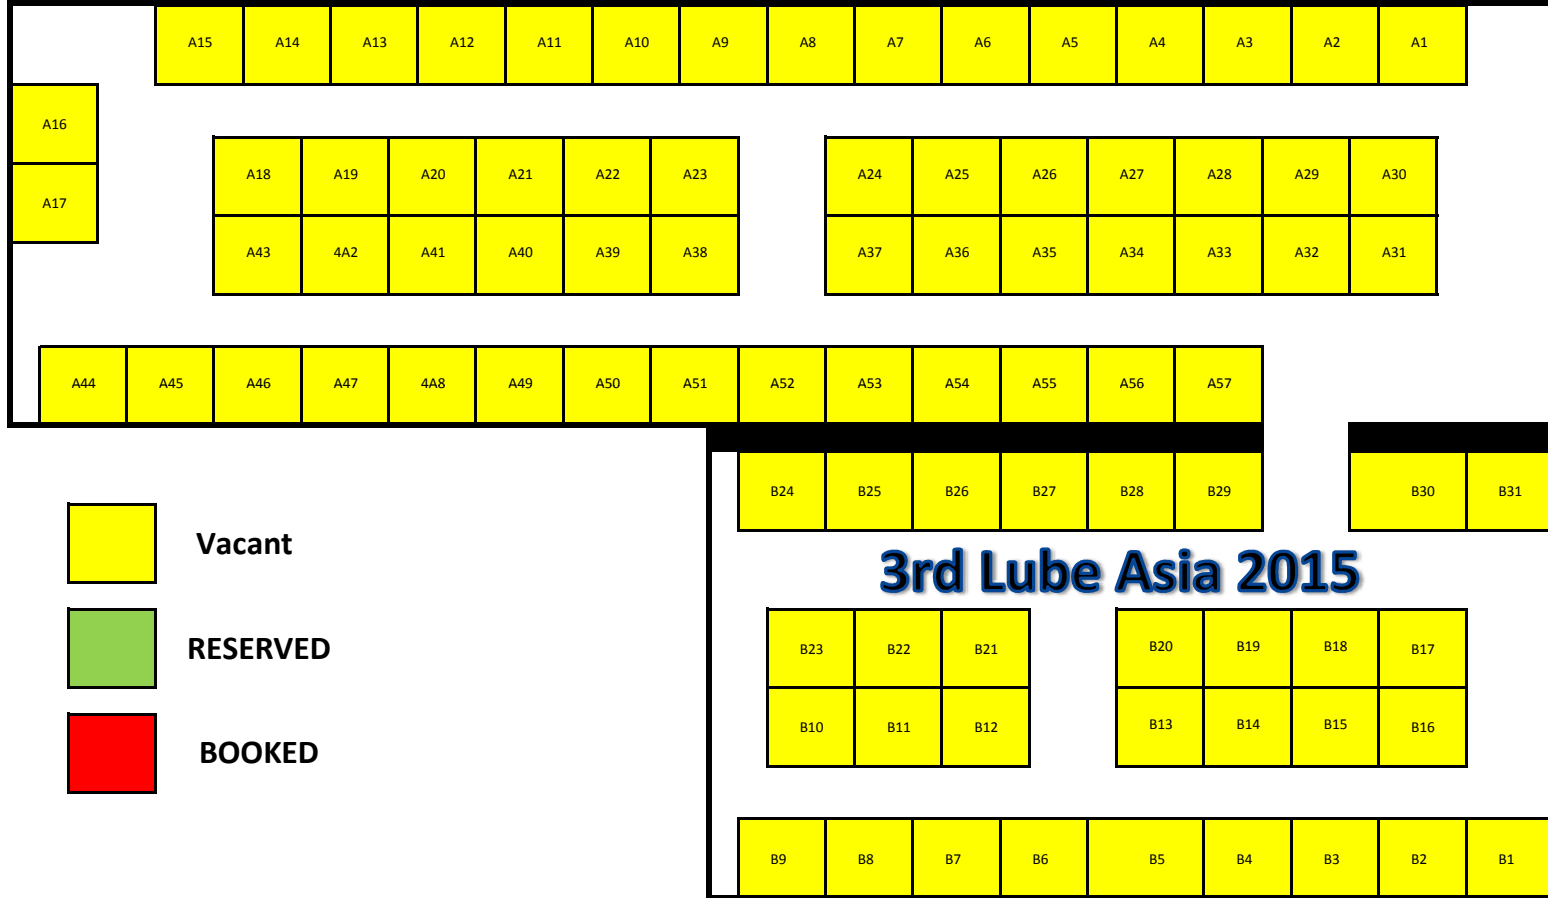 A15 A14 A13 A12 A11 A10 A9 A8 A7 A6 A5 A4 A3 A2 A1
A16
A18 A19 A20 A21 A22 A23 A24 A25 A26 A27 A28 A29 A30
A17
A43 4A2 A41 A40 A39 A38 A37 A36 A35 A34 A33 A32 A31
A44 A45 A46 A47 4A8 A49 A50 A51 A52 A53 A54 A55 A56 A57
B24 B25 B26 B27 B28 B29 B30 B31
Vacant
3rd Lube Asia 2015
RESERVED
B23 B22 B21 B20 B19 B18 B17
B10 B11 B12 B13 B14 B15 B16
BOOKED
B9 B8 B7 B6 B5 B4 B3 B2 B1